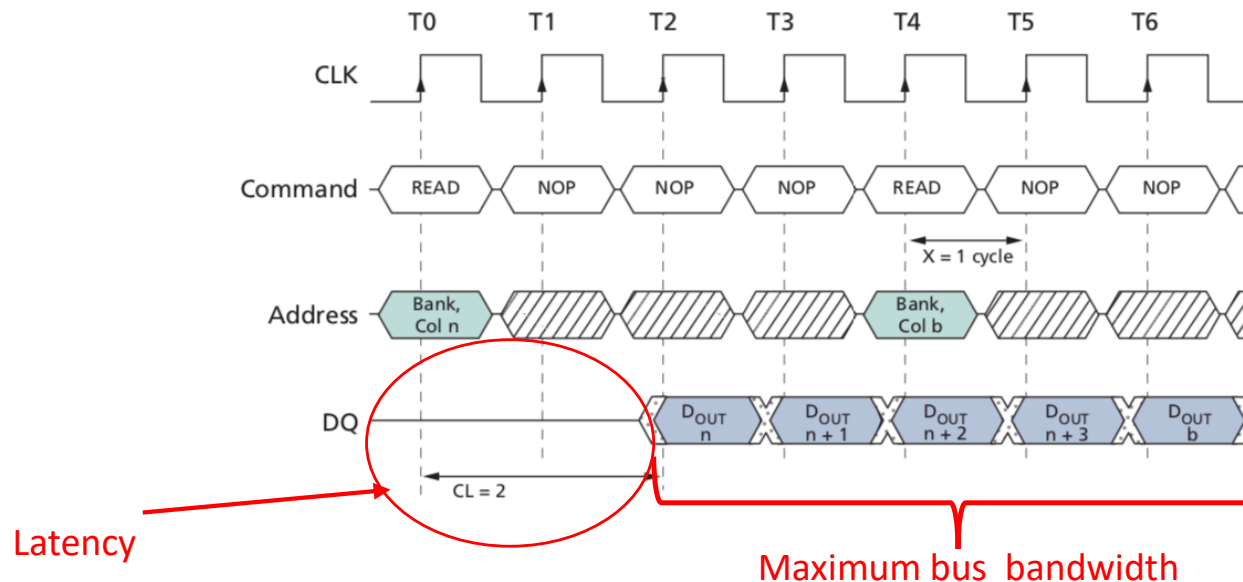 T0 T1 T2 T3 T4 T5 T6
CLK
Command READ NOP NOP NOP READ NOP NOP
X = 1 cycle
Address Bank, Col n Bank, Col b
DQ DOUT n DOUT n + 1 DOUT n + 2 DOUT n + 3 DOUT b
CL = 2
Latency
Maximum bus bandwidth